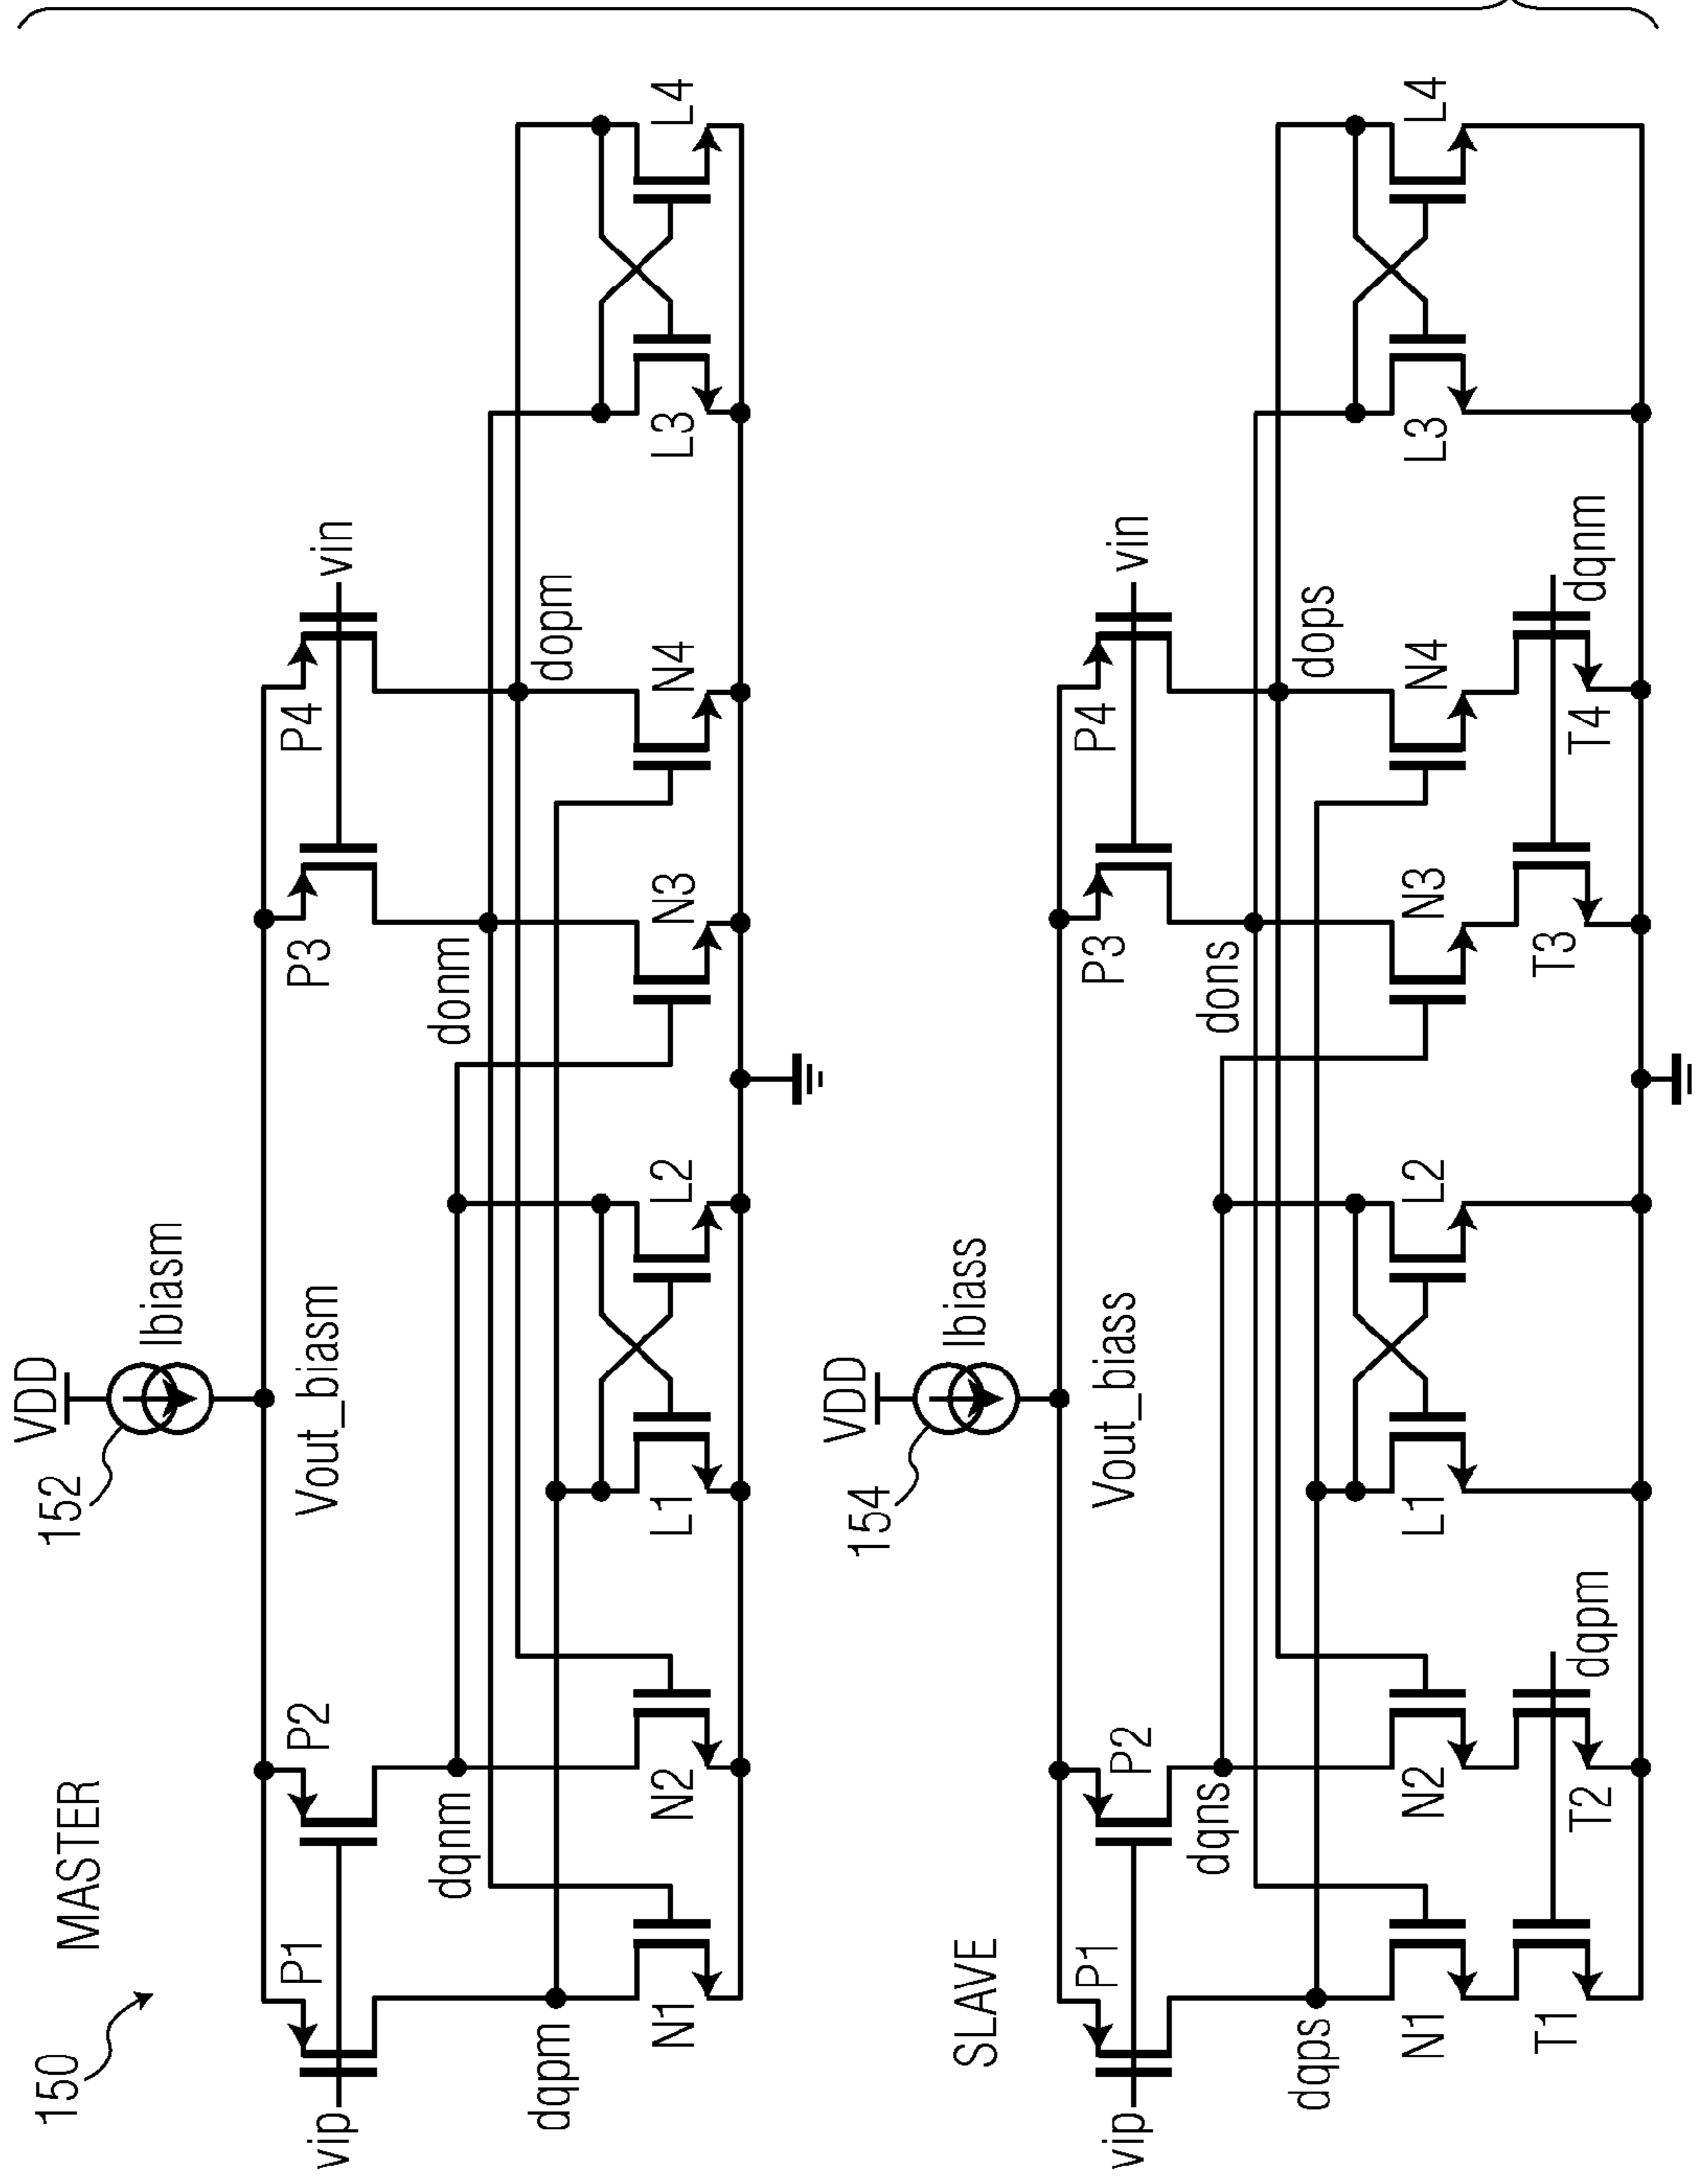 150
MASTER
152
VDD
Ibiasm
vip
P1
P2
Vout_biasm
P3
P4
vin
dqnm
donm
dqpm
dopm
N1
N2
L1
L2
N3
N4
L3
L4
SLAVE
154
VDD
Ibiass
vip
P1
P2
Vout_biass
P3
P4
vin
dqns
dons
dqps
dops
N1
N2
L1
L2
N3
N4
L3
L4
T1
T2
dqpm
T3
T4
dqnm